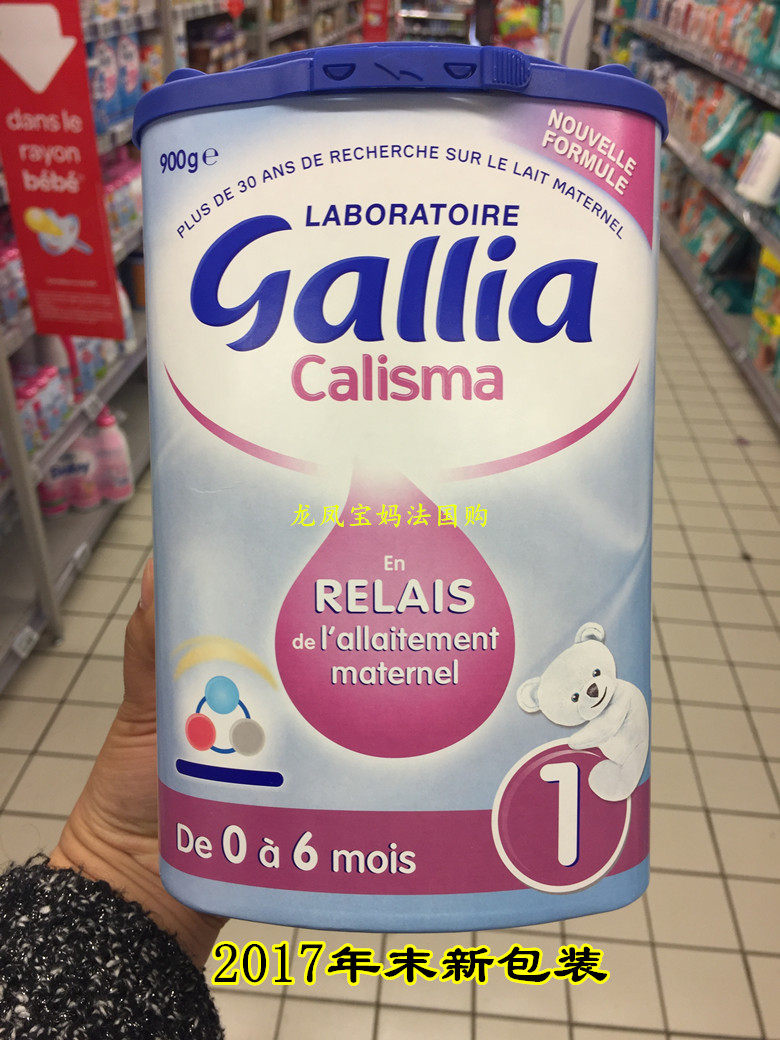 dans le
rayon
bébé
900g e
NOUVELLE
FORMULE
PLUS DE 30 ANS DE RECHERCHE SUR LE LAIT MATERNEL
LABORATOIRE
Gallia
Calisma
龙凤宝妈法国购
En
RELAIS
de l'allaitement
maternel
1
De 0 à 6 mois
2017年末新包装